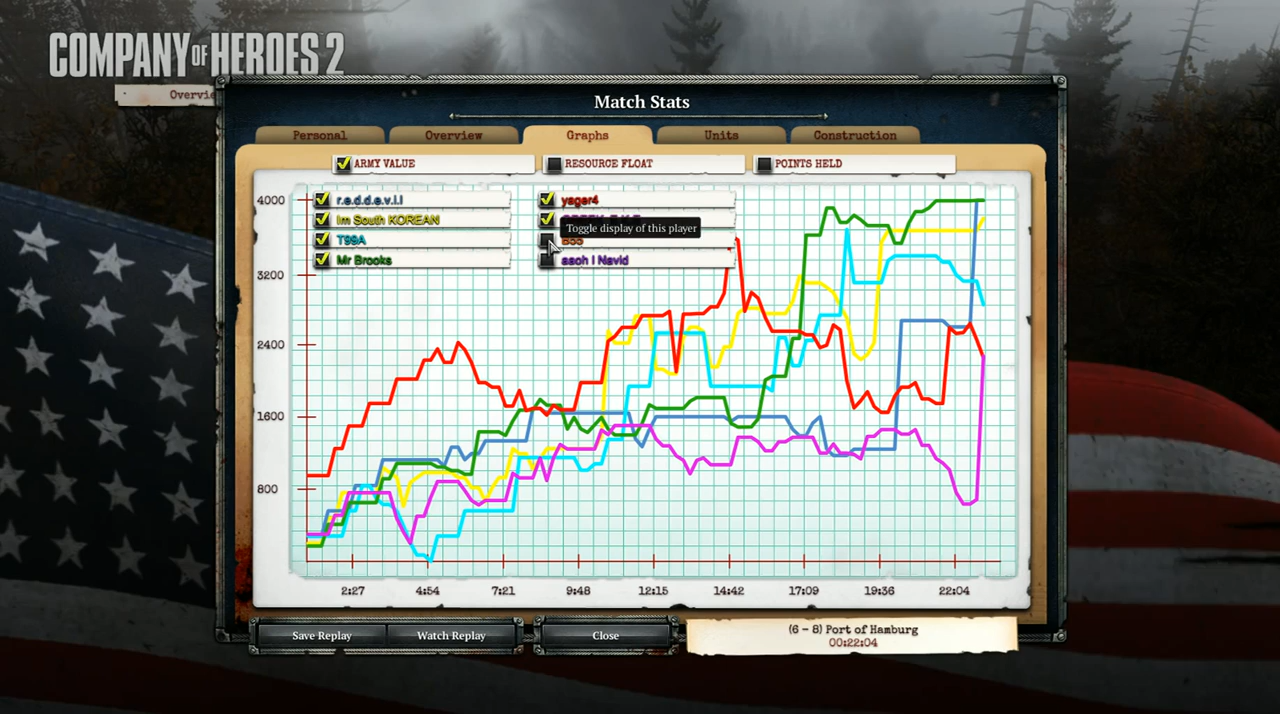 COMPANY OF HEROES 2
Overvie
Match Stats
Personal Overview Graphs Units Construction
ARMY VALUE RESOURCE FLOAT POINTS HELD
r.e.d.d.e.v.i.l yager4
Im South KOREAN
Toggle display of this player
T99A Bob
Mr Brooks aaoh I Navid
4000
3200
2400
1600
800
2:27 4:54 7:21 9:48 12:15 14:42 17:09 19:36 22:04
Save Replay Watch Replay Close
(6 - 8) Port of Hamburg
00:22:04